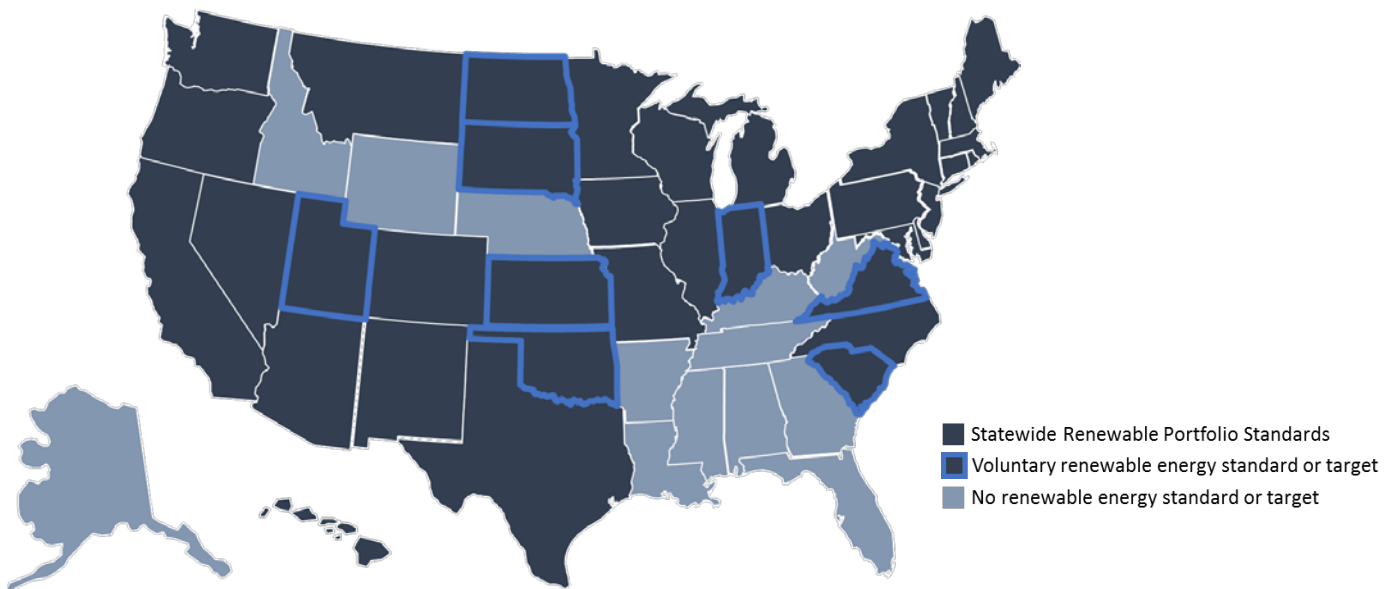 Statewide Renewable Portfolio Standards
Voluntary renewable energy standard or target
No renewable energy standard or target